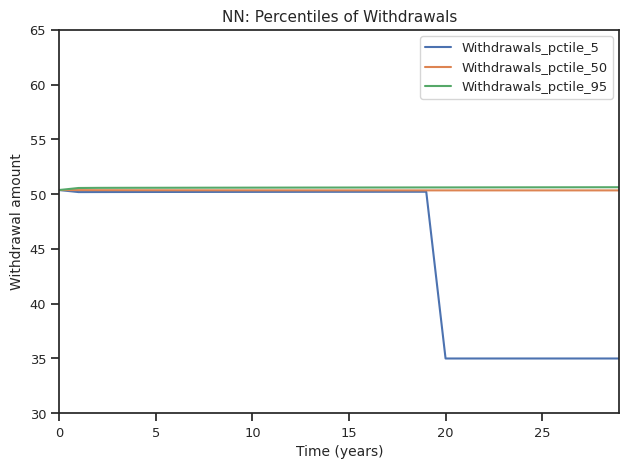 NN: Percentiles of Withdrawals
65
60
55
50
45
40
35
30
Withdrawal amount
Withdrawals_pctile_5
Withdrawals_pctile_50
Withdrawals_pctile_95
0 5 10 15 20 25
Time (years)